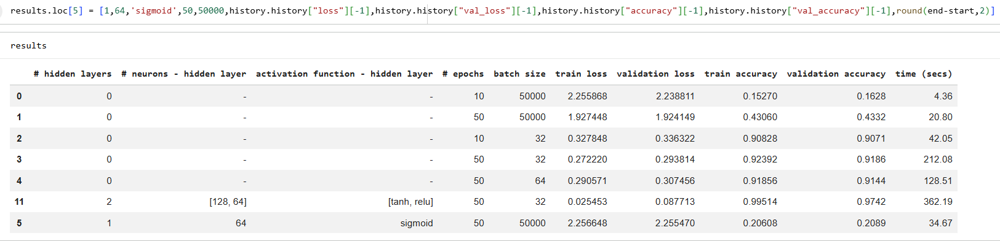 results.loc[5] = [1,64,'sigmoid',50,50000,history.history["loss"][-1],history.history["val_loss"][-1],history.history["accuracy"][-1],history.history["val_accuracy"][-1],round(end-start,2)]
results
# hidden layers # neurons - hidden layer activation function - hidden layer # epochs batch size train loss validation loss train accuracy validation accuracy time (secs)
0 0 - - 10 50000 2.255868 2.238811 0.15270 0.1628 4.36
1 0 - - 50 50000 1.927448 1.924149 0.43060 0.4332 20.80
2 0 - - 10 32 0.327848 0.336322 0.90828 0.9071 42.05
3 0 - - 50 32 0.272220 0.293814 0.92392 0.9186 212.08
4 0 - - 50 64 0.290571 0.307456 0.91856 0.9144 128.51
11 2 [128, 64] [tanh, relu] 50 32 0.025453 0.087713 0.99514 0.9742 362.19
5 1 64 sigmoid 50 50000 2.256648 2.255470 0.20608 0.2089 34.67